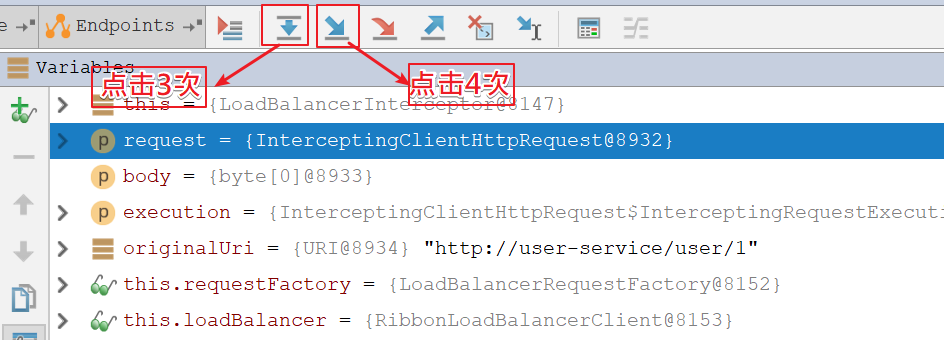 e
Endpoints
Variables
点击3次
点击4次
this = {LoadBalancerInterceptor@8147}
p request = {InterceptingClientHttpRequest@8932}
p body = {byte[0]@8933}
p execution = {InterceptingClientHttpRequest$InterceptingRequestExecuti
originalUri = {URI@8934} "http://user-service/user/1"
this.requestFactory = {LoadBalancerRequestFactory@8152}
this.loadBalancer = {RibbonLoadBalancerClient@8153}